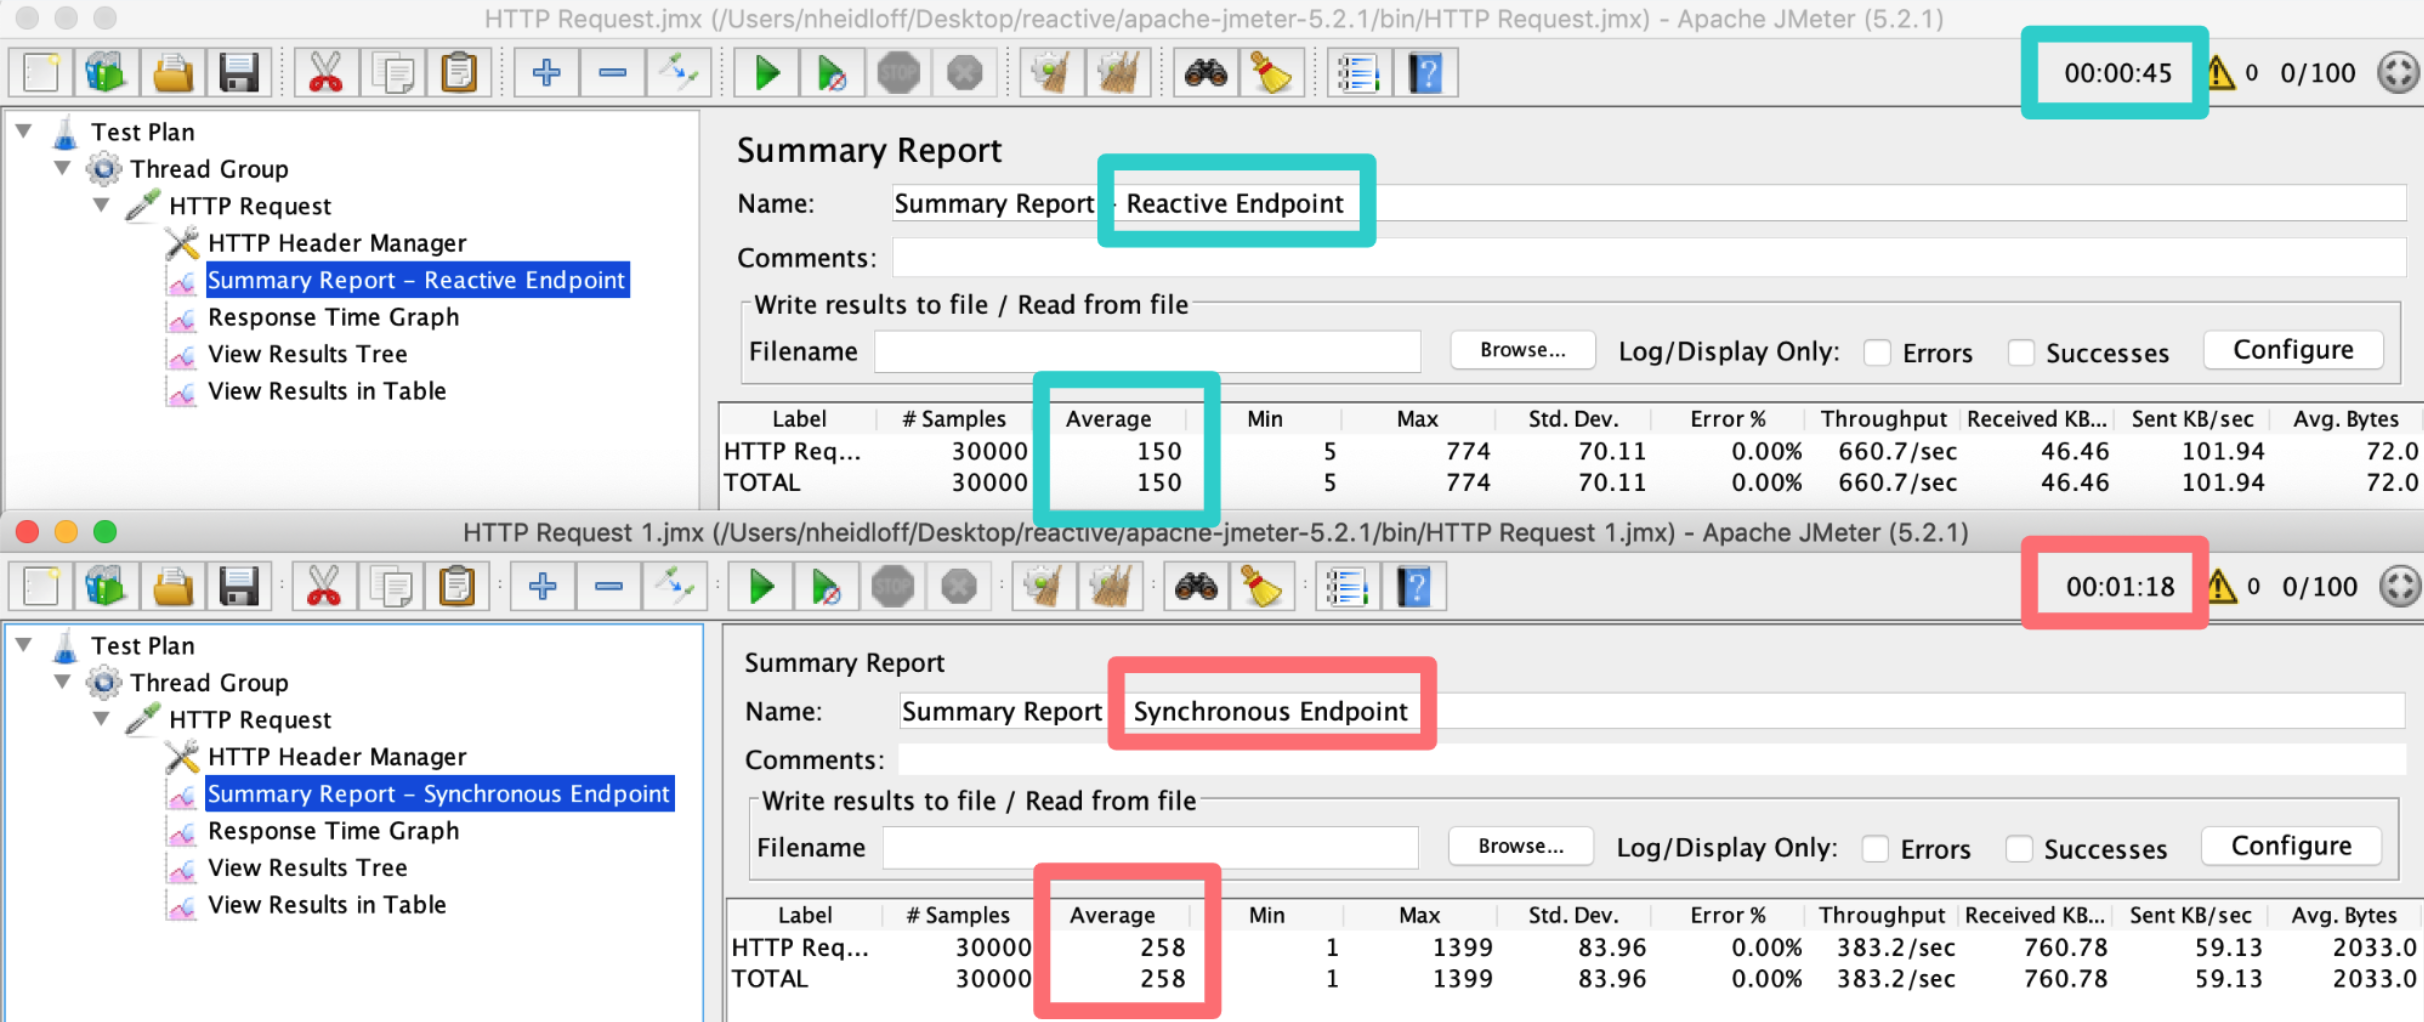 HTTP Request.jmx (/Users/nheidloff/Desktop/reactive/apache-jmeter-5.2.1/bin/HTTP Request.jmx) - Apache JMeter (5.2.1)
STOP 00:00:45 0 0/100
Test Plan
Thread Group
HTTP Request
HTTP Header Manager
Summary Report - Reactive Endpoint
Response Time Graph
View Results Tree
View Results in Table
Summary Report
Name: Summary Report - Reactive Endpoint
Comments:
Write results to file / Read from file
Filename Browse... Log/Display Only: Errors Successes Configure
Label # Samples Average Min Max Std. Dev. Error % Throughput Received KB... Sent KB/sec Avg. Bytes
HTTP Req... 30000 150 5 774 70.11 0.00% 660.7/sec 46.46 101.94 72.0
TOTAL 30000 150 5 774 70.11 0.00% 660.7/sec 46.46 101.94 72.0
HTTP Request 1.jmx (/Users/nheidloff/Desktop/reactive/apache-jmeter-5.2.1/bin/HTTP Request 1.jmx) - Apache JMeter (5.2.1)
STOP 00:01:18 0 0/100
Test Plan
Thread Group
HTTP Request
HTTP Header Manager
Summary Report - Synchronous Endpoint
Response Time Graph
View Results Tree
View Results in Table
Summary Report
Name: Summary Report Synchronous Endpoint
Comments:
Write results to file / Read from file
Filename Browse... Log/Display Only: Errors Successes Configure
Label # Samples Average Min Max Std. Dev. Error % Throughput Received KB... Sent KB/sec Avg. Bytes
HTTP Req... 30000 258 1 1399 83.96 0.00% 383.2/sec 760.78 59.13 2033.0
TOTAL 30000 258 1 1399 83.96 0.00% 383.2/sec 760.78 59.13 2033.0